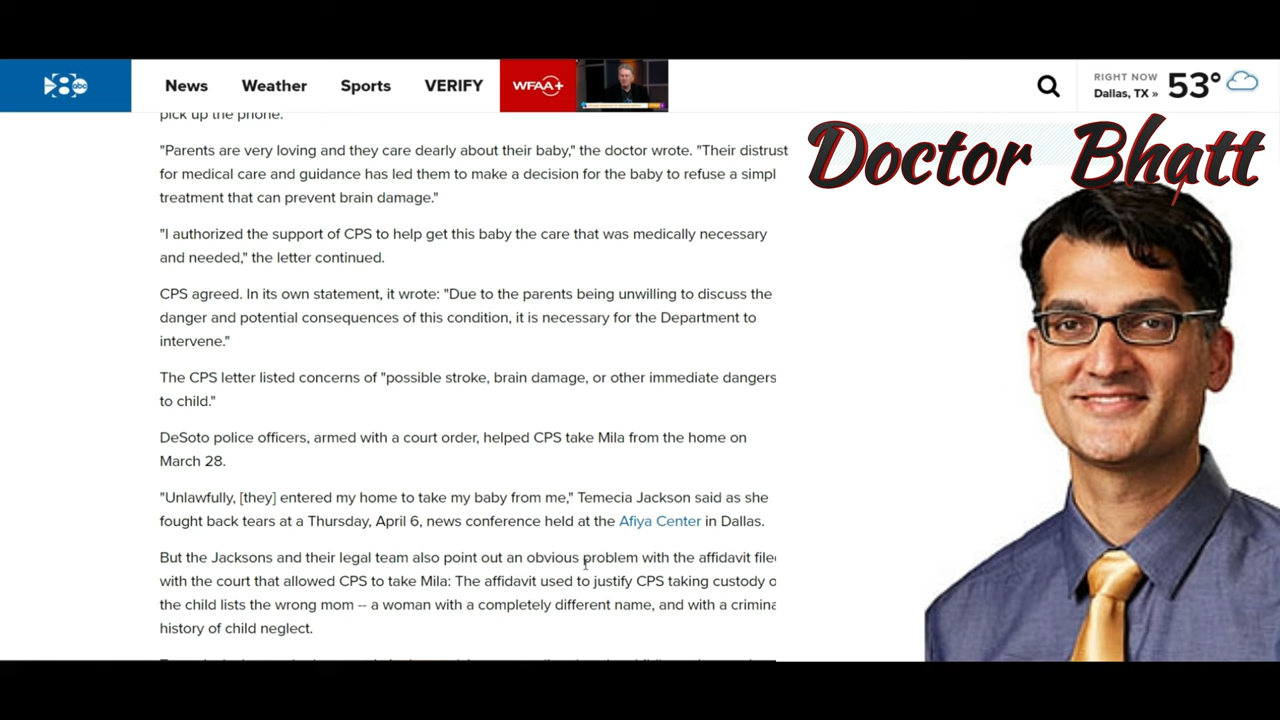 8 abc
News Weather Sports VERIFY WFAA+
RIGHT NOW
Dallas, TX » 53°
Doctor Bhatt
pick up the phone.
"Parents are very loving and they care dearly about their baby," the doctor wrote. "Their distrust
for medical care and guidance has led them to make a decision for the baby to refuse a simpl
treatment that can prevent brain damage."
"I authorized the support of CPS to help get this baby the care that was medically necessary
and needed," the letter continued.
CPS agreed. In its own statement, it wrote: "Due to the parents being unwilling to discuss the
danger and potential consequences of this condition, it is necessary for the Department to
intervene."
The CPS letter listed concerns of "possible stroke, brain damage, or other immediate dangers
to child."
DeSoto police officers, armed with a court order, helped CPS take Mila from the home on
March 28.
"Unlawfully, [they] entered my home to take my baby from me," Temecia Jackson said as she
fought back tears at a Thursday, April 6, news conference held at the Afiya Center in Dallas.
But the Jacksons and their legal team also point out an obvious problem with the affidavit filed
with the court that allowed CPS to take Mila: The affidavit used to justify CPS taking custody o
the child lists the wrong mom -- a woman with a completely different name, and with a crimina
history of child neglect.